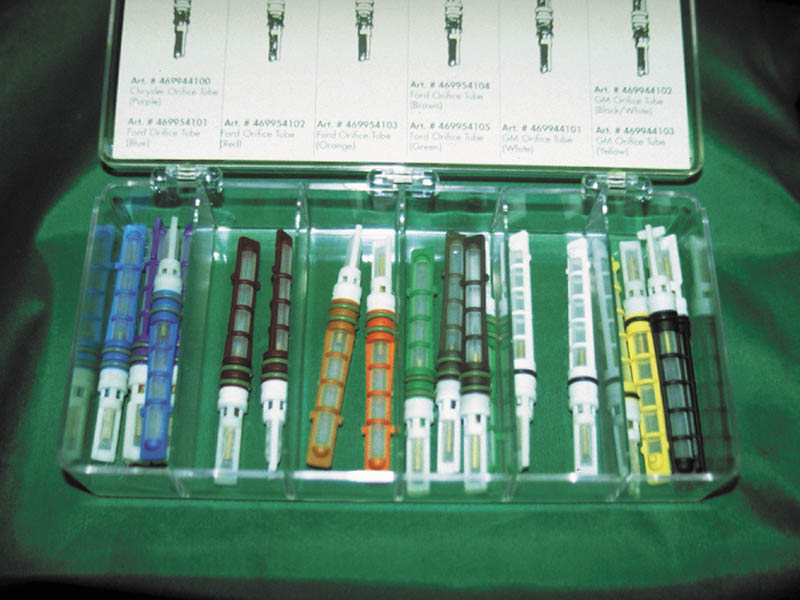 Art. # 469944100
Chrysler Orifice Tube
(Purple)
Art. # 469954101
Ford Orifice Tube
(Blue)
Art. # 469954102
Ford Orifice Tube
(Red)
Art. # 469954103
Ford Orifice Tube
(Orange)
Art. # 469954104
Ford Orifice Tube
(Brown)
Art. # 469954105
Ford Orifice Tube
(Green)
Art. # 469944101
GM Orifice Tube
(White)
Art. # 469944102
GM Orifice Tube
(Black/White)
Art. # 469944103
GM Orifice Tube
(Yellow)